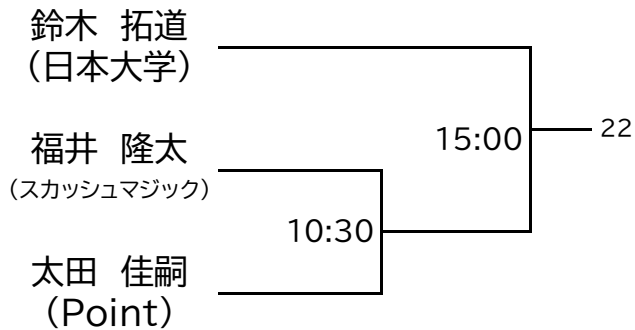 鈴木 拓道
（日本大学）
15:00
22
福井 隆太
（スカッシュマジック）
10:30
太田 佳嗣
（Point）